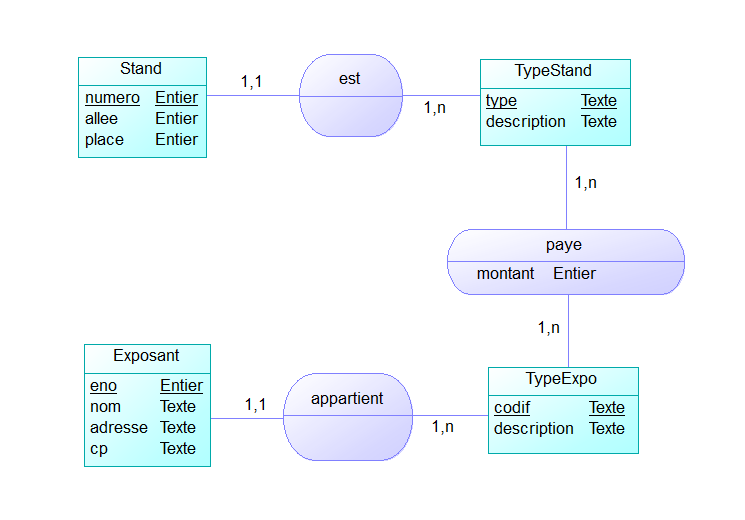 Stand
numero Entier
allee Entier
place Entier
1,1
est
1,n
TypeStand
type Texte
description Texte
1,n
paye
montant Entier
1,n
Exposant
eno Entier
nom Texte
adresse Texte
cp Texte
1,1
appartient
1,n
TypeExpo
codif Texte
description Texte